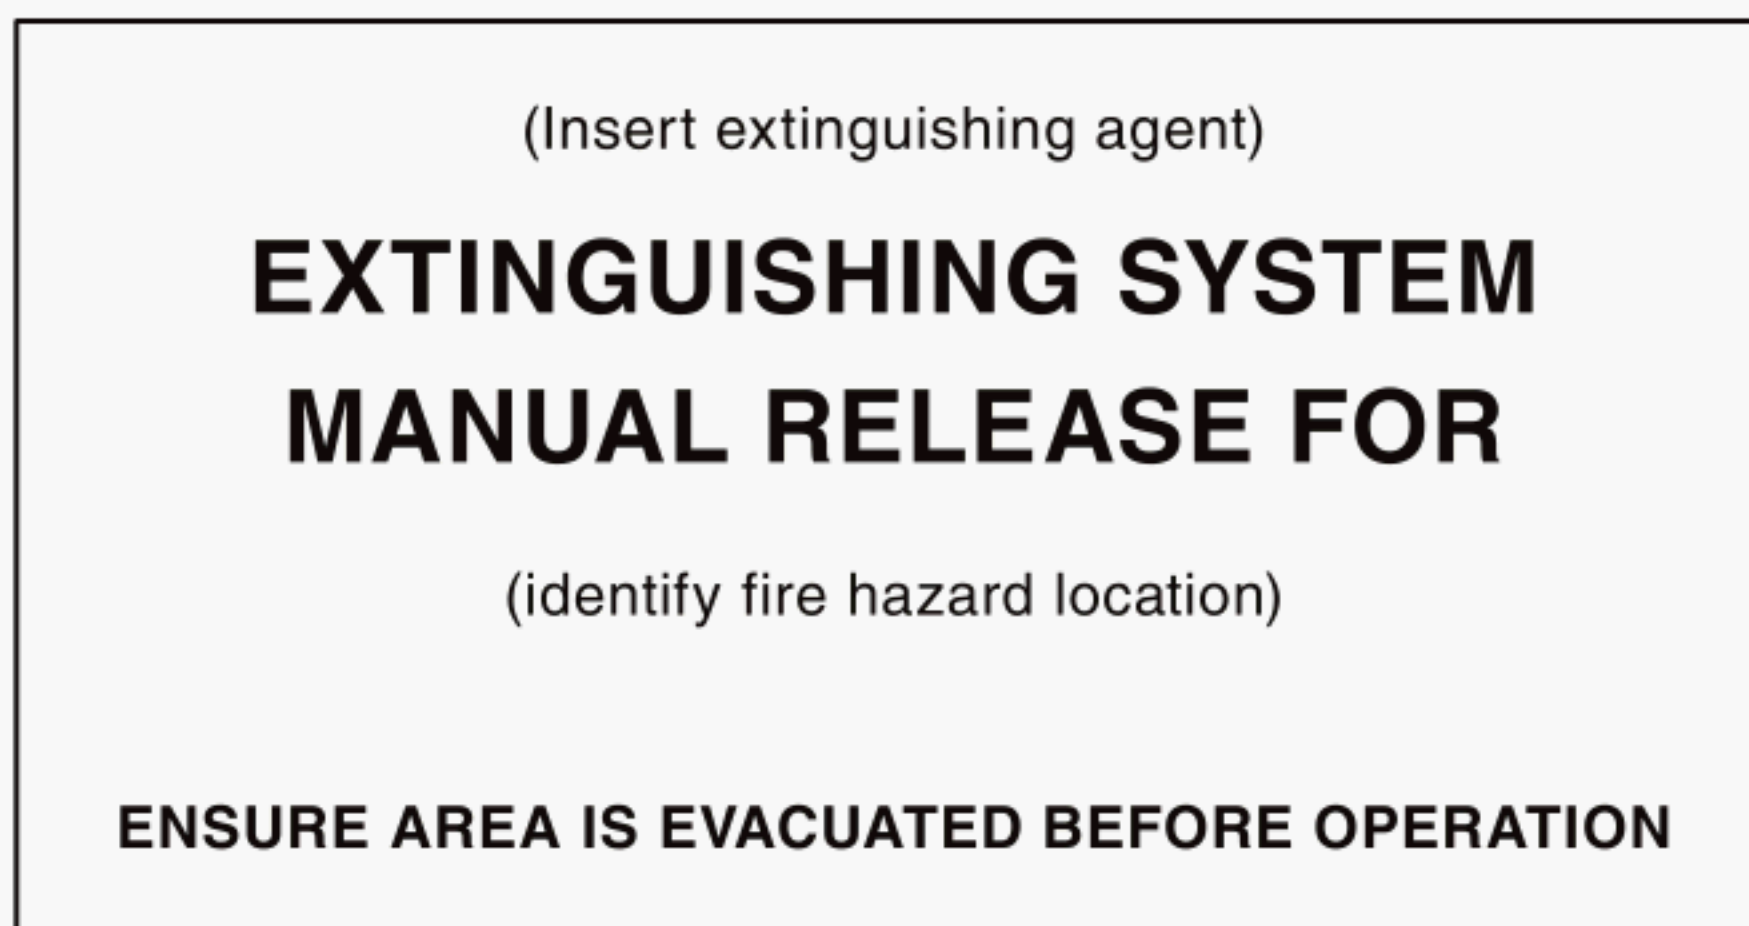 (Insert extinguishing agent)
EXTINGUISHING SYSTEM
MANUAL RELEASE FOR
(identify fire hazard location)
ENSURE AREA IS EVACUATED BEFORE OPERATION